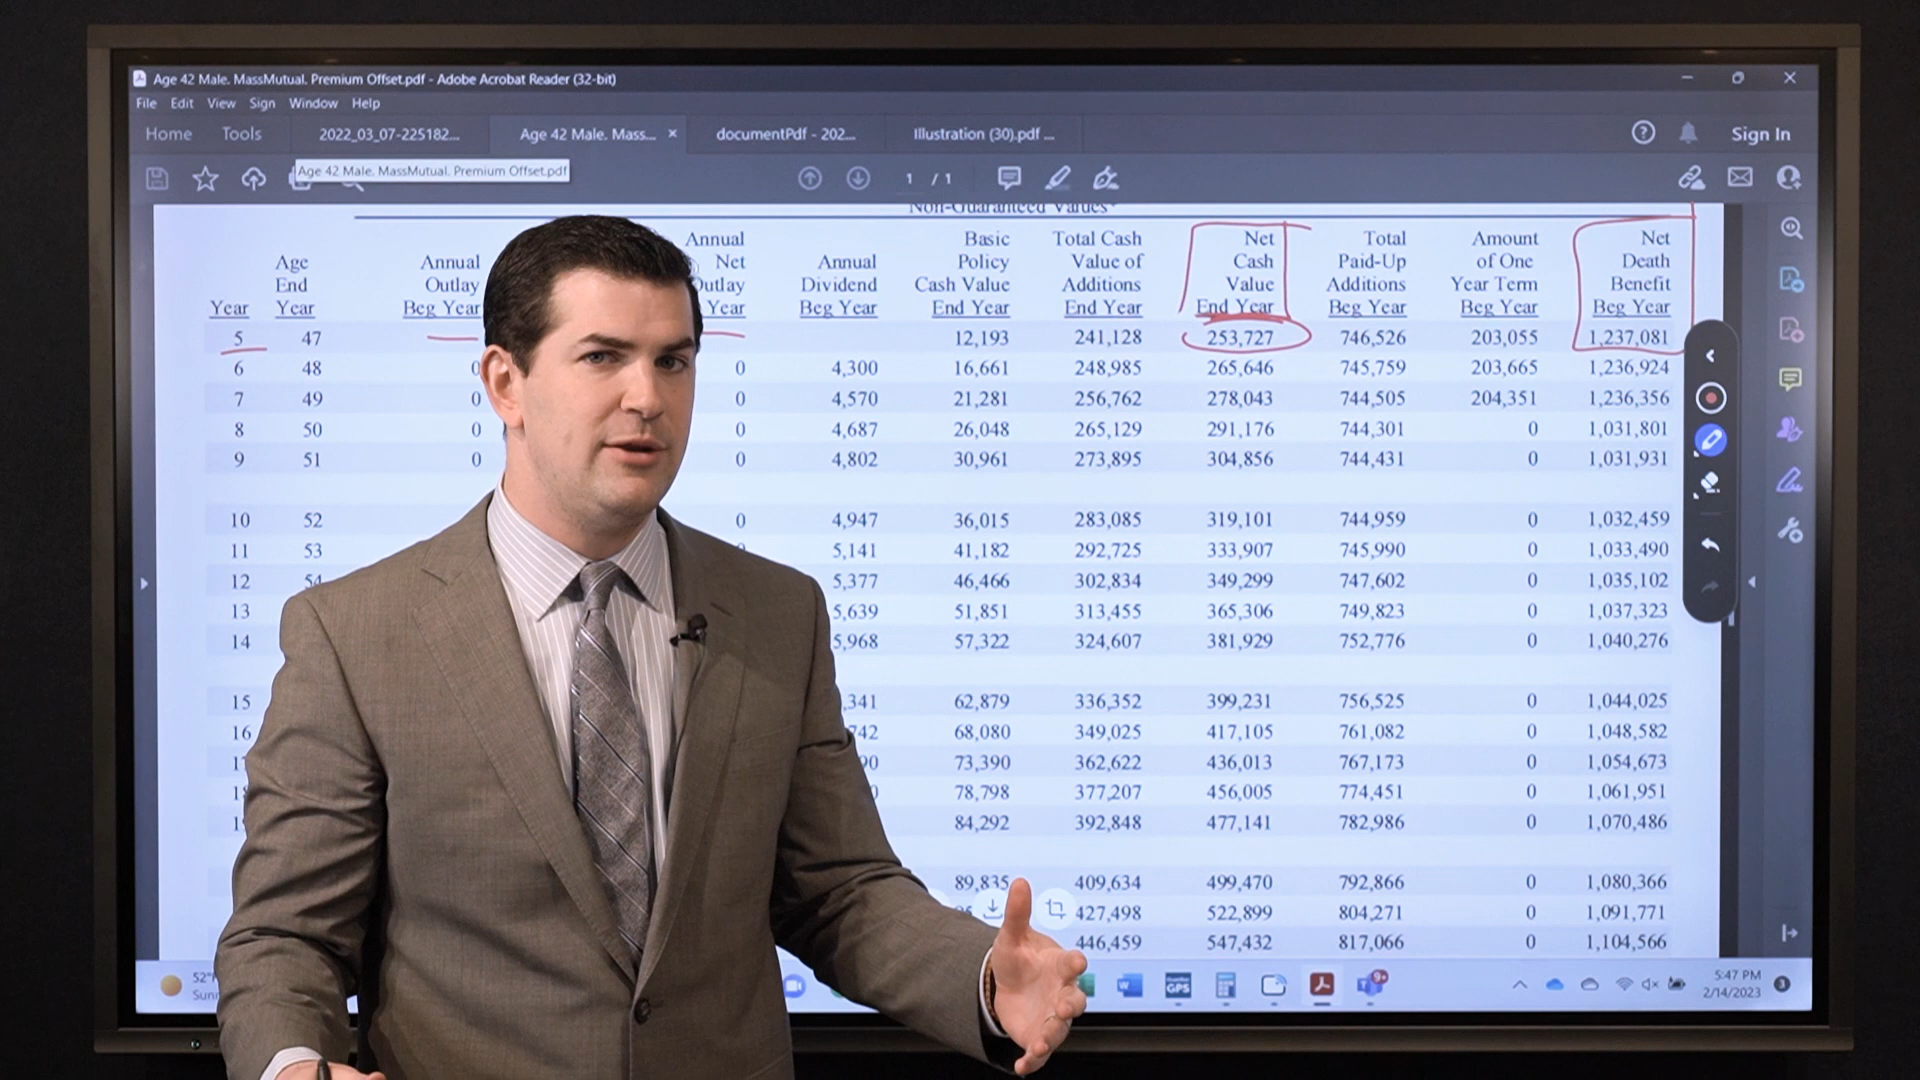 Age 42 Male. MassMutual. Premium Offset.pdf - Adobe Acrobat Reader (32-bit)
File Edit View Sign Window Help
Home Tools 2022_03_07-225182... Age 42 Male. Mass... × documentPdf - 202... Illustration (30).pdf ... Sign In
Age 42 Male. MassMutual. Premium Offset.pdf
1 / 1
Non-Guaranteed Values*
Annual Basic Total Cash Net Total Amount Net
Age Annual Net Annual Policy Value of Cash Paid-Up of One Death
End Outlay Outlay Dividend Cash Value Additions Value Additions Year Term Benefit
Year Year Beg Year Year Beg Year End Year End Year End Year Beg Year Beg Year Beg Year
5 47 12,193 241,128 253,727 746,526 203,055 1,237,081
6 48 0 0 4,300 16,661 248,985 265,646 745,759 203,665 1,236,924
7 49 0 0 4,570 21,281 256,762 278,043 744,505 204,351 1,236,356
8 50 0 0 4,687 26,048 265,129 291,176 744,301 0 1,031,801
9 51 0 0 4,802 30,961 273,895 304,856 744,431 0 1,031,931
10 52 0 4,947 36,015 283,085 319,101 744,959 0 1,032,459
11 53 0 5,141 41,182 292,725 333,907 745,990 0 1,033,490
12 54 5,377 46,466 302,834 349,299 747,602 0 1,035,102
13 5,639 51,851 313,455 365,306 749,823 0 1,037,323
14 5,968 57,322 324,607 381,929 752,776 0 1,040,276
15 ,341 62,879 336,352 399,231 756,525 0 1,044,025
16 742 68,080 349,025 417,105 761,082 0 1,048,582
90 73,390 362,622 436,013 767,173 0 1,054,673
78,798 377,207 456,005 774,451 0 1,061,951
84,292 392,848 477,141 782,986 0 1,070,486
89,835 409,634 499,470 792,866 0 1,080,366
427,498 522,899 804,271 0 1,091,771
446,459 547,432 817,066 0 1,104,566
52°
Sunn
GPS
9+
5:47 PM
2/14/2023
3